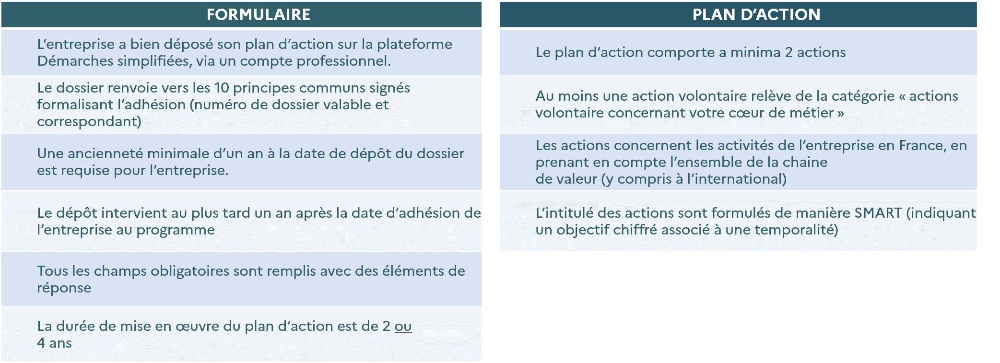 FORMULAIRE
L’entreprise a bien déposé son plan d’action sur la plateforme
Démarches simplifiées, via un compte professionnel.
Le dossier renvoie vers les 10 principes communs signés
formalisant l’adhésion (numéro de dossier valable et
correspondant)
Une ancienneté minimale d’un an à la date de dépôt du dossier
est requise pour l’entreprise.
Le dépôt intervient au plus tard un an après la date d’adhésion de
l’entreprise au programme
Tous les champs obligatoires sont remplis avec des éléments de
réponse
La durée de mise en œuvre du plan d’action est de 2 ou
4 ans
PLAN D’ACTION
Le plan d’action comporte a minima 2 actions
Au moins une action volontaire relève de la catégorie « actions
volontaire concernant votre cœur de métier »
Les actions concernent les activités de l’entreprise en France, en
prenant en compte l’ensemble de la chaine
de valeur (y compris à l’international)
L’intitulé des actions sont formulés de manière SMART (indiquant
un objectif chiffré associé à une temporalité)